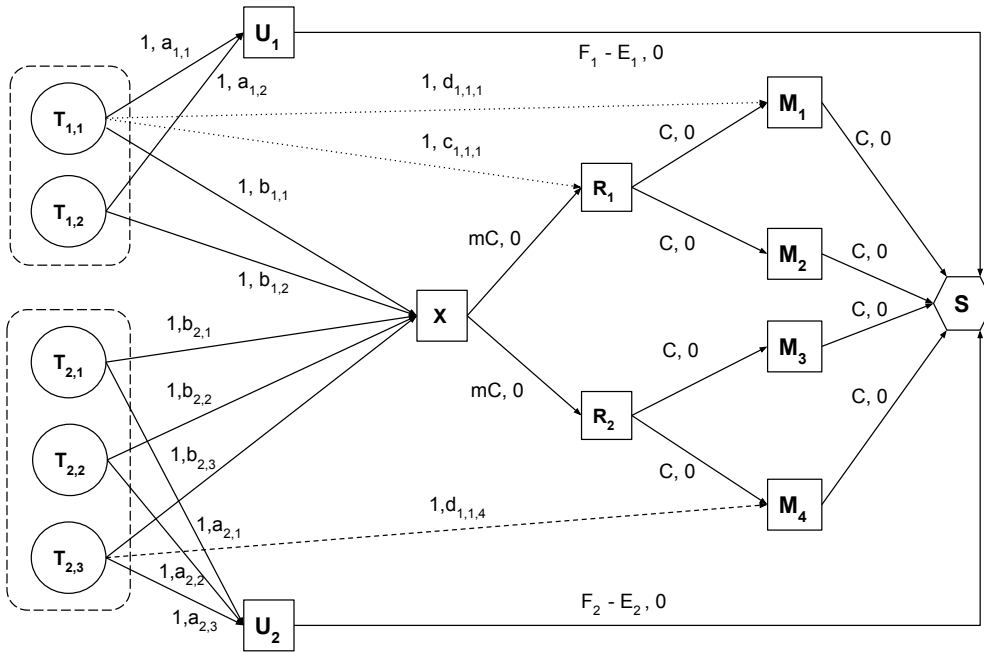 U₁
1, a₁,₁
F₁ - E₁, 0
1, a₁,₂
1, d₁,₁,₁
M₁
T₁,₁
C, 0
C, 0
1, c₁,₁,₁
1, b₁,₁
R₁
T₁,₂
mC, 0
C, 0
M₂
C, 0
1, b₁,₂
X
S
C, 0
T₂,₁
1,b₂,₁
C, 0
M₃
1,b₂,₂
mC, 0
C, 0
R₂
T₂,₂
1,b₂,₃
C, 0
1,d₁,₁,₄
M₄
1,a₂,₁
T₂,₃
1,a₂,₂
F₂ - E₂, 0
1,a₂,₃
U₂